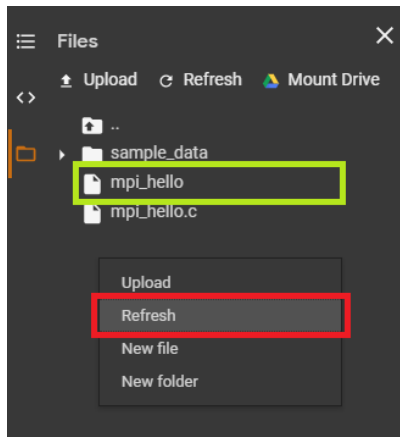 Files
Upload Refresh Mount Drive
..
sample_data
mpi_hello
mpi_hello.c
Upload
Refresh
New file
New folder